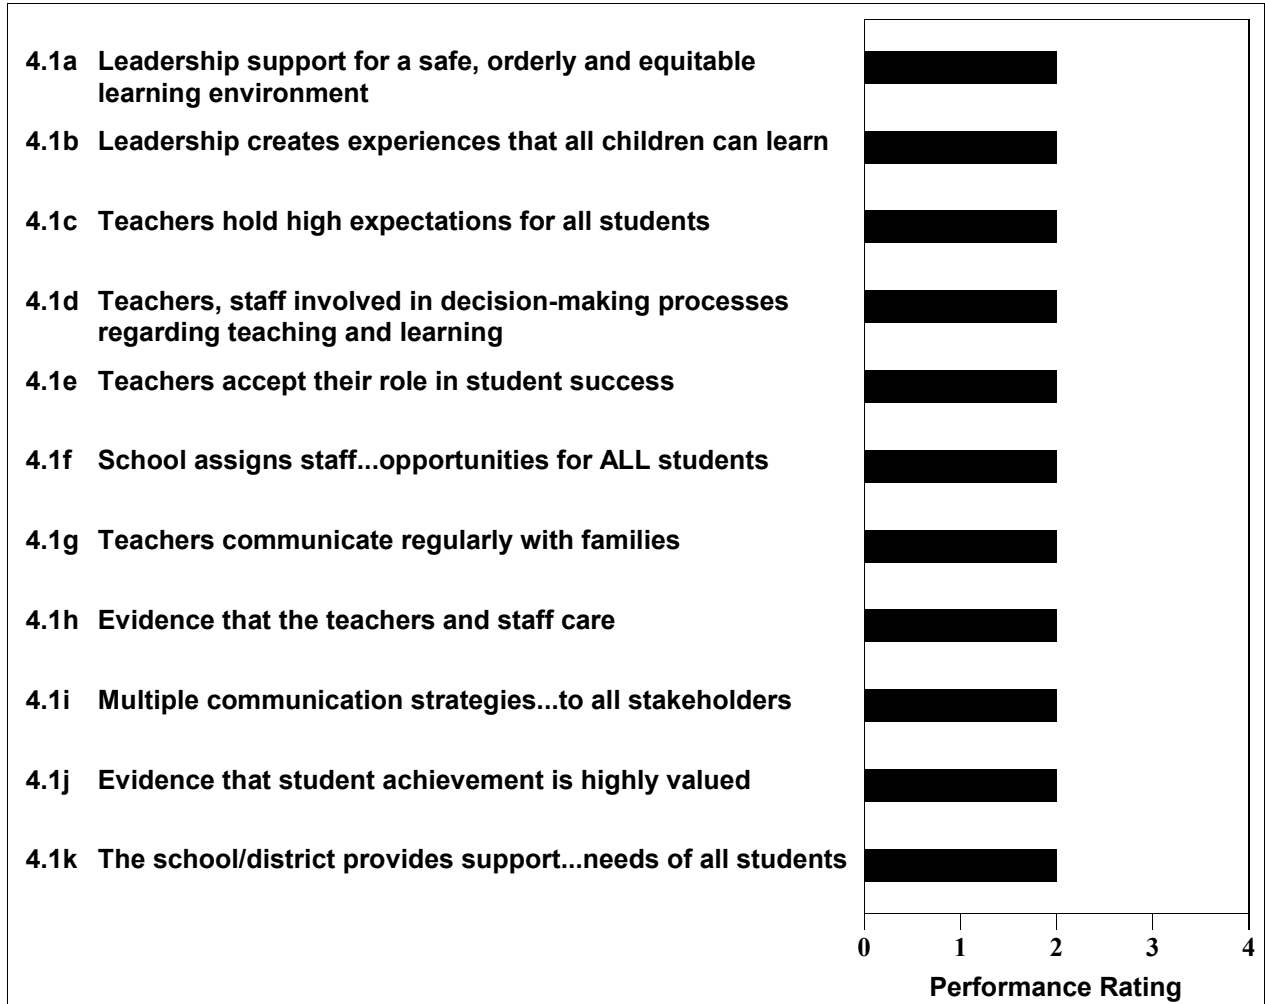 4.1a Leadership support for a safe, orderly and equitable
learning environment
4.1b Leadership creates experiences that all children can learn
4.1c Teachers hold high expectations for all students
4.1d Teachers, staff involved in decision-making processes
regarding teaching and learning
4.1e Teachers accept their role in student success
4.1f School assigns staff...opportunities for ALL students
4.1g Teachers communicate regularly with families
4.1h Evidence that the teachers and staff care
4.1i Multiple communication strategies...to all stakeholders
4.1j Evidence that student achievement is highly valued
4.1k The school/district provides support...needs of all students
0 1 2 3 4
Performance Rating